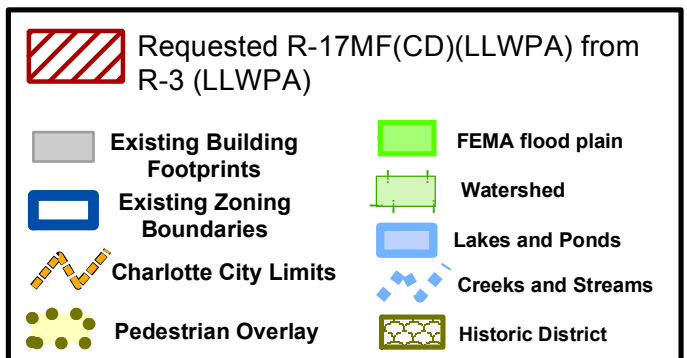 Requested R-17MF(CD)(LLWPA) from
R-3 (LLWPA)
Existing Building
Footprints
Existing Zoning
Boundaries
Charlotte City Limits
Pedestrian Overlay
FEMA flood plain
Watershed
Lakes and Ponds
Creeks and Streams
Historic District